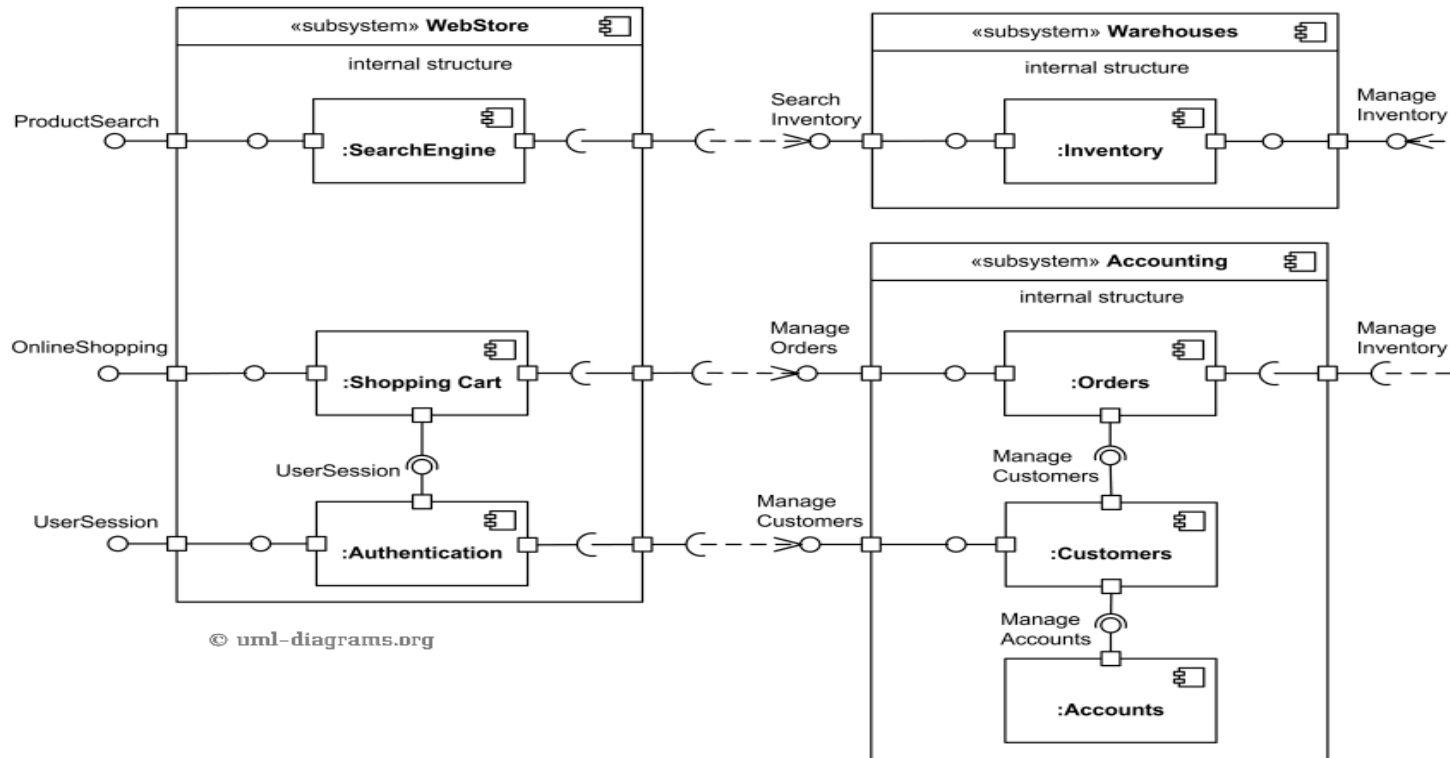 «subsystem» WebStore
internal structure
ProductSearch
:SearchEngine
OnlineShopping
:Shopping Cart
UserSession
UserSession
:Authentication
Search
Inventory
«subsystem» Warehouses
internal structure
:Inventory
Manage
Inventory
«subsystem» Accounting
internal structure
Manage
Orders
:Orders
Manage
Inventory
Manage
Customers
Manage
Customers
:Customers
Manage
Accounts
:Accounts
© uml-diagrams.org